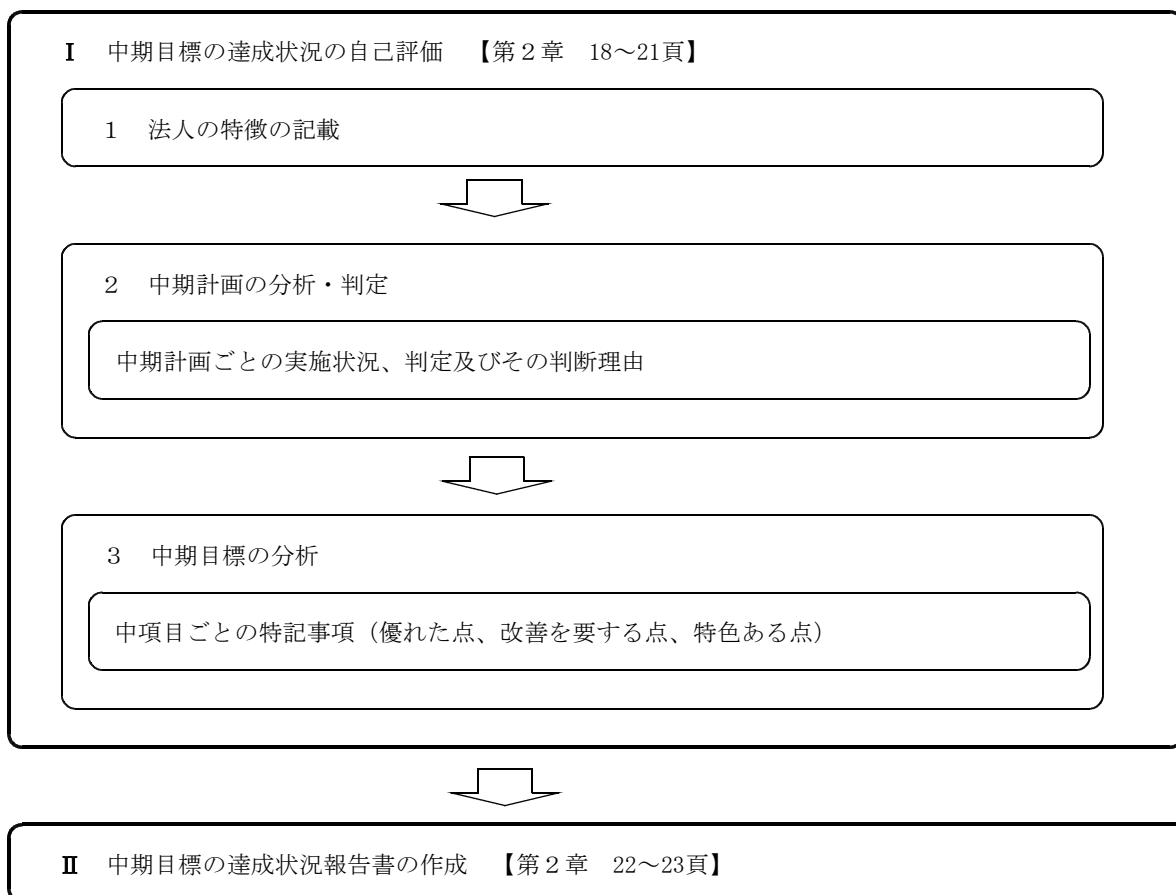 Ⅰ 中期目標の達成状況の自己評価 【第２章 18～21頁】
１ 法人の特徴の記載
２ 中期計画の分析・判定
中期計画ごとの実施状況、判定及びその判断理由
３ 中期目標の分析
中項目ごとの特記事項（優れた点、改善を要する点、特色ある点）
Ⅱ 中期目標の達成状況報告書の作成 【第２章 22～23頁】